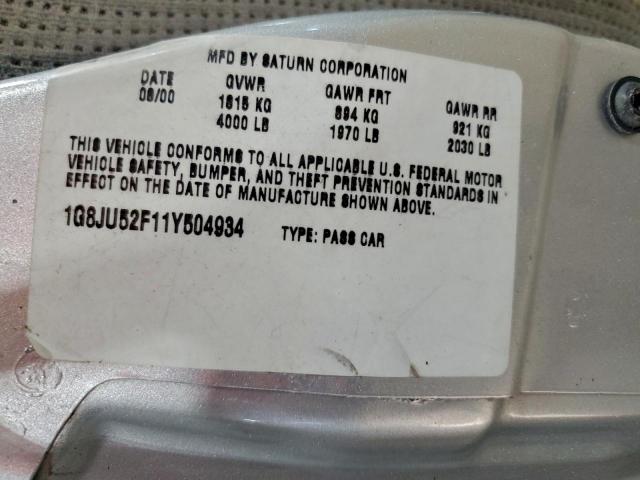 MFD BY SATURN CORPORATION
DATE GVWR GAWR FRT GAWR RR
08/00 1815 KG 894 KG 921 KG
4000 LB 1970 LB 2030 LB
THIS VEHICLE CONFORMS TO ALL APPLICABLE U.S. FEDERAL MOTOR
VEHICLE SAFETY, BUMPER, AND THEFT PREVENTION STANDARDS IN
EFFECT ON THE DATE OF MANUFACTURE SHOWN ABOVE.
1G8JU52F11Y504934 TYPE: PASS CAR